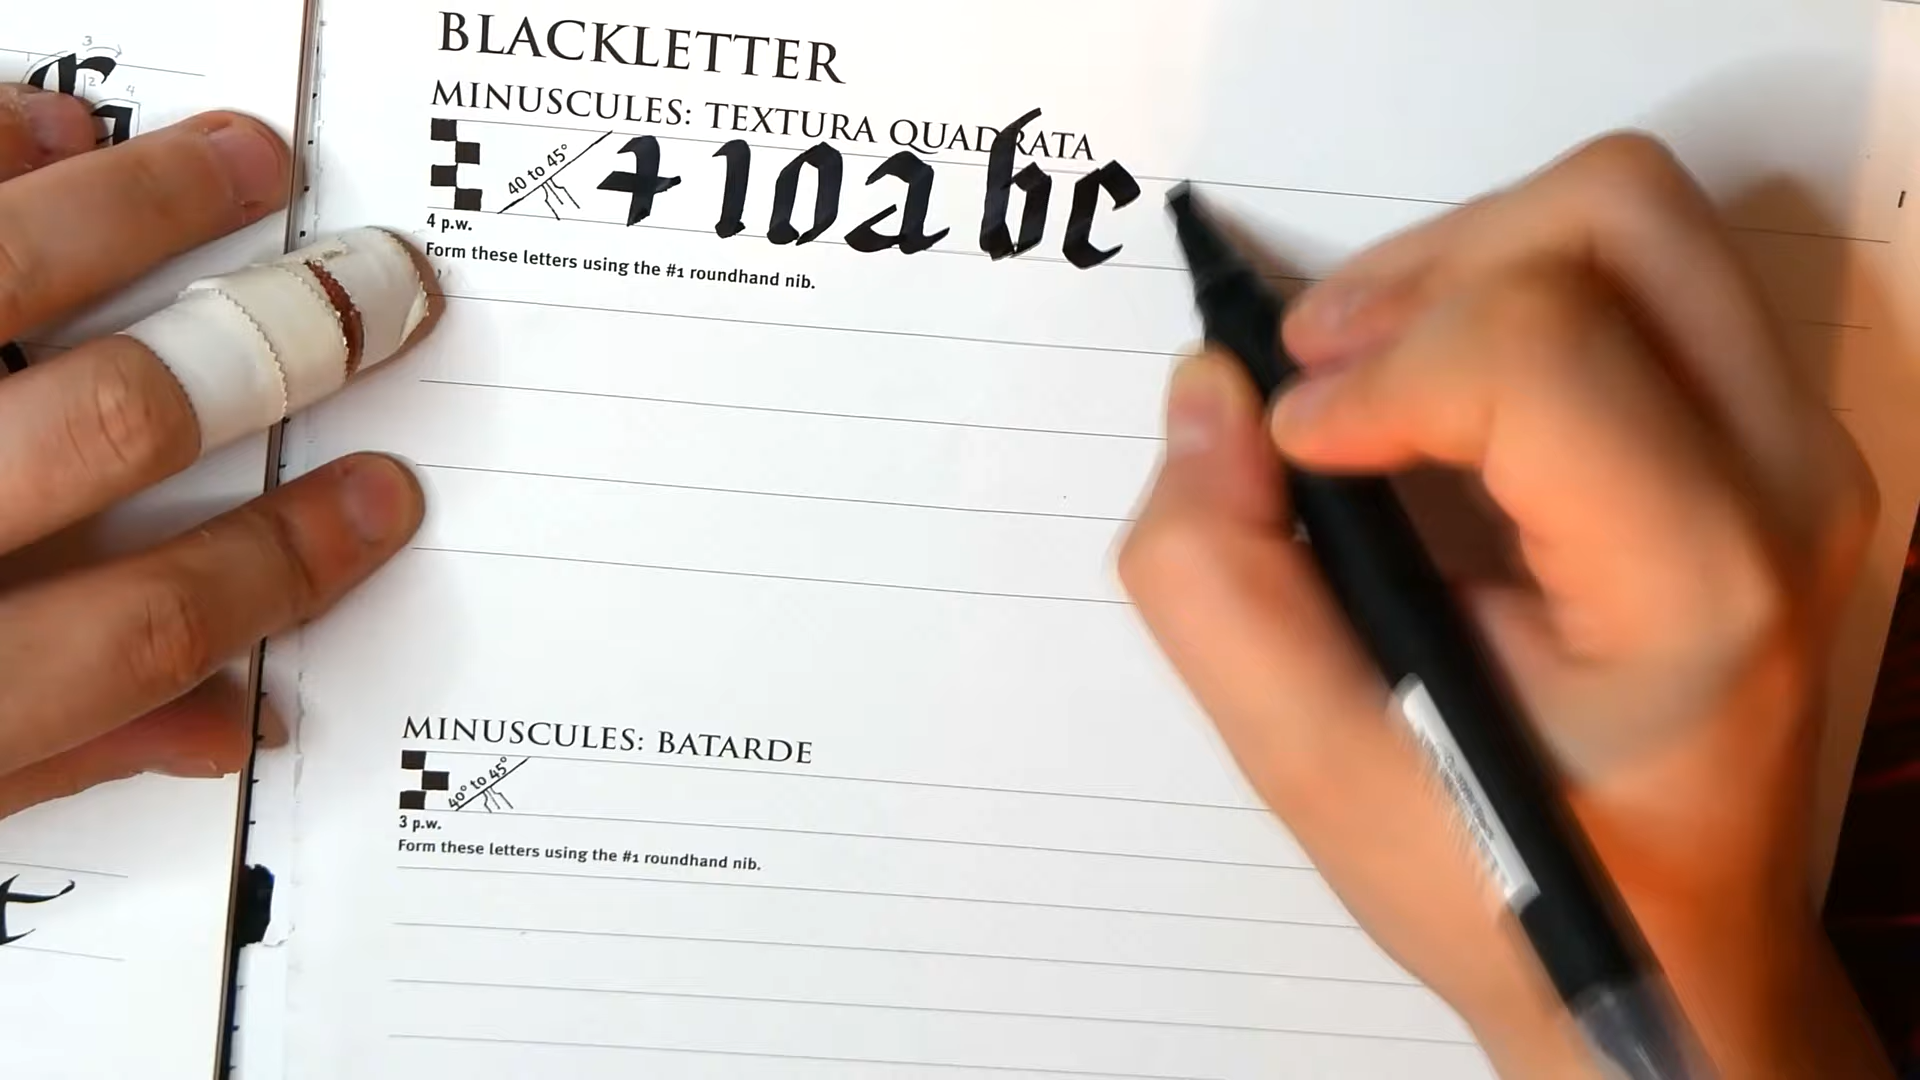 BLACKLETTER
MINUSCULES: TEXTURA QUADRATA
40 to 45°
4 p.w.
Form these letters using the #1 roundhand nib.
MINUSCULES: BATARDE
40° to 45°
3 p.w.
Form these letters using the #1 roundhand nib.